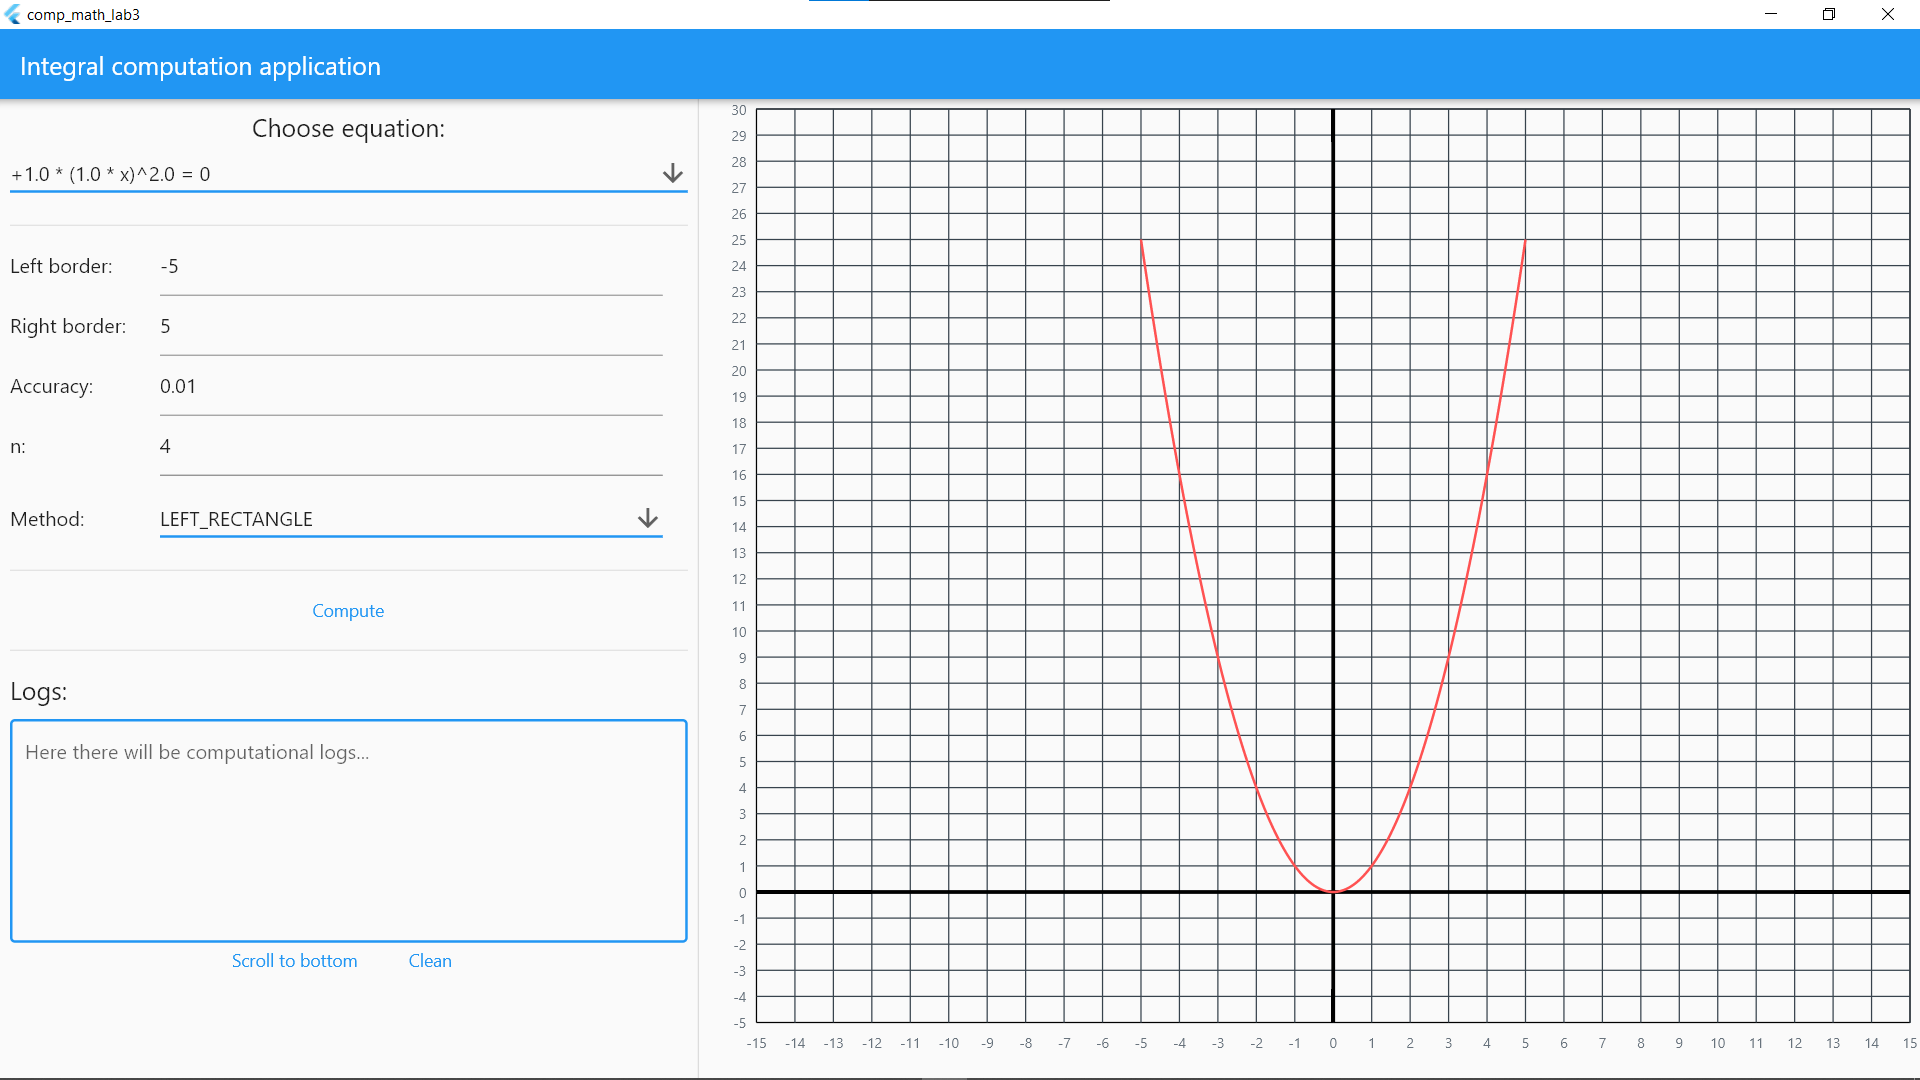 comp_math_lab3
Integral computation application
Choose equation:
+1.0 * (1.0 * x)^2.0 = 0
Left border: -5
Right border: 5
Accuracy: 0.01
n: 4
Method: LEFT_RECTANGLE
Compute
Logs:
Here there will be computational logs...
Scroll to bottom Clean
30
29
28
27
26
25
24
23
22
21
20
19
18
17
16
15
14
13
12
11
10
9
8
7
6
5
4
3
2
1
0
-1
-2
-3
-4
-5
-15 -14 -13 -12 -11 -10 -9 -8 -7 -6 -5 -4 -3 -2 -1 0 1 2 3 4 5 6 7 8 9 10 11 12 13 14 15